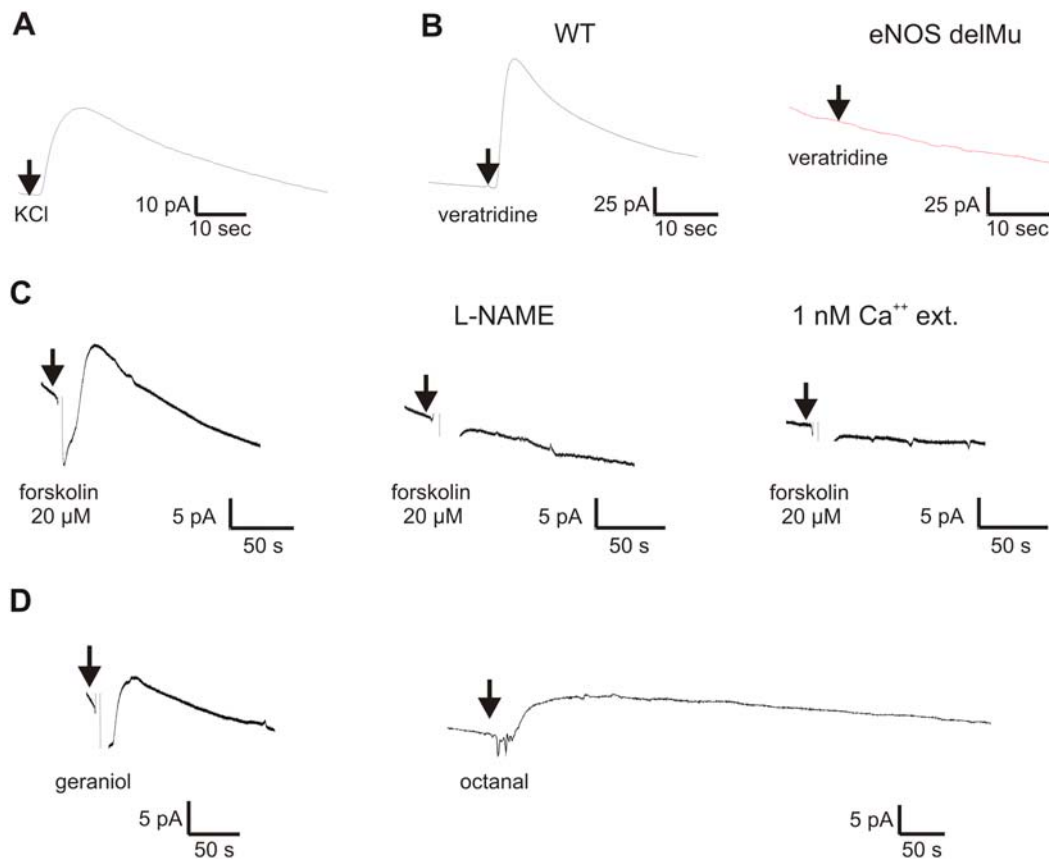 A
KCl
10 pA
10 sec
B
WT
veratridine
25 pA
10 sec
eNOS delMu
veratridine
25 pA
10 sec
C
forskolin
20 µM
5 pA
50 s
L-NAME
forskolin
20 µM
5 pA
50 s
1 nM Ca⁺⁺ ext.
forskolin
20 µM
5 pA
50 s
D
geraniol
5 pA
50 s
octanal
5 pA
50 s